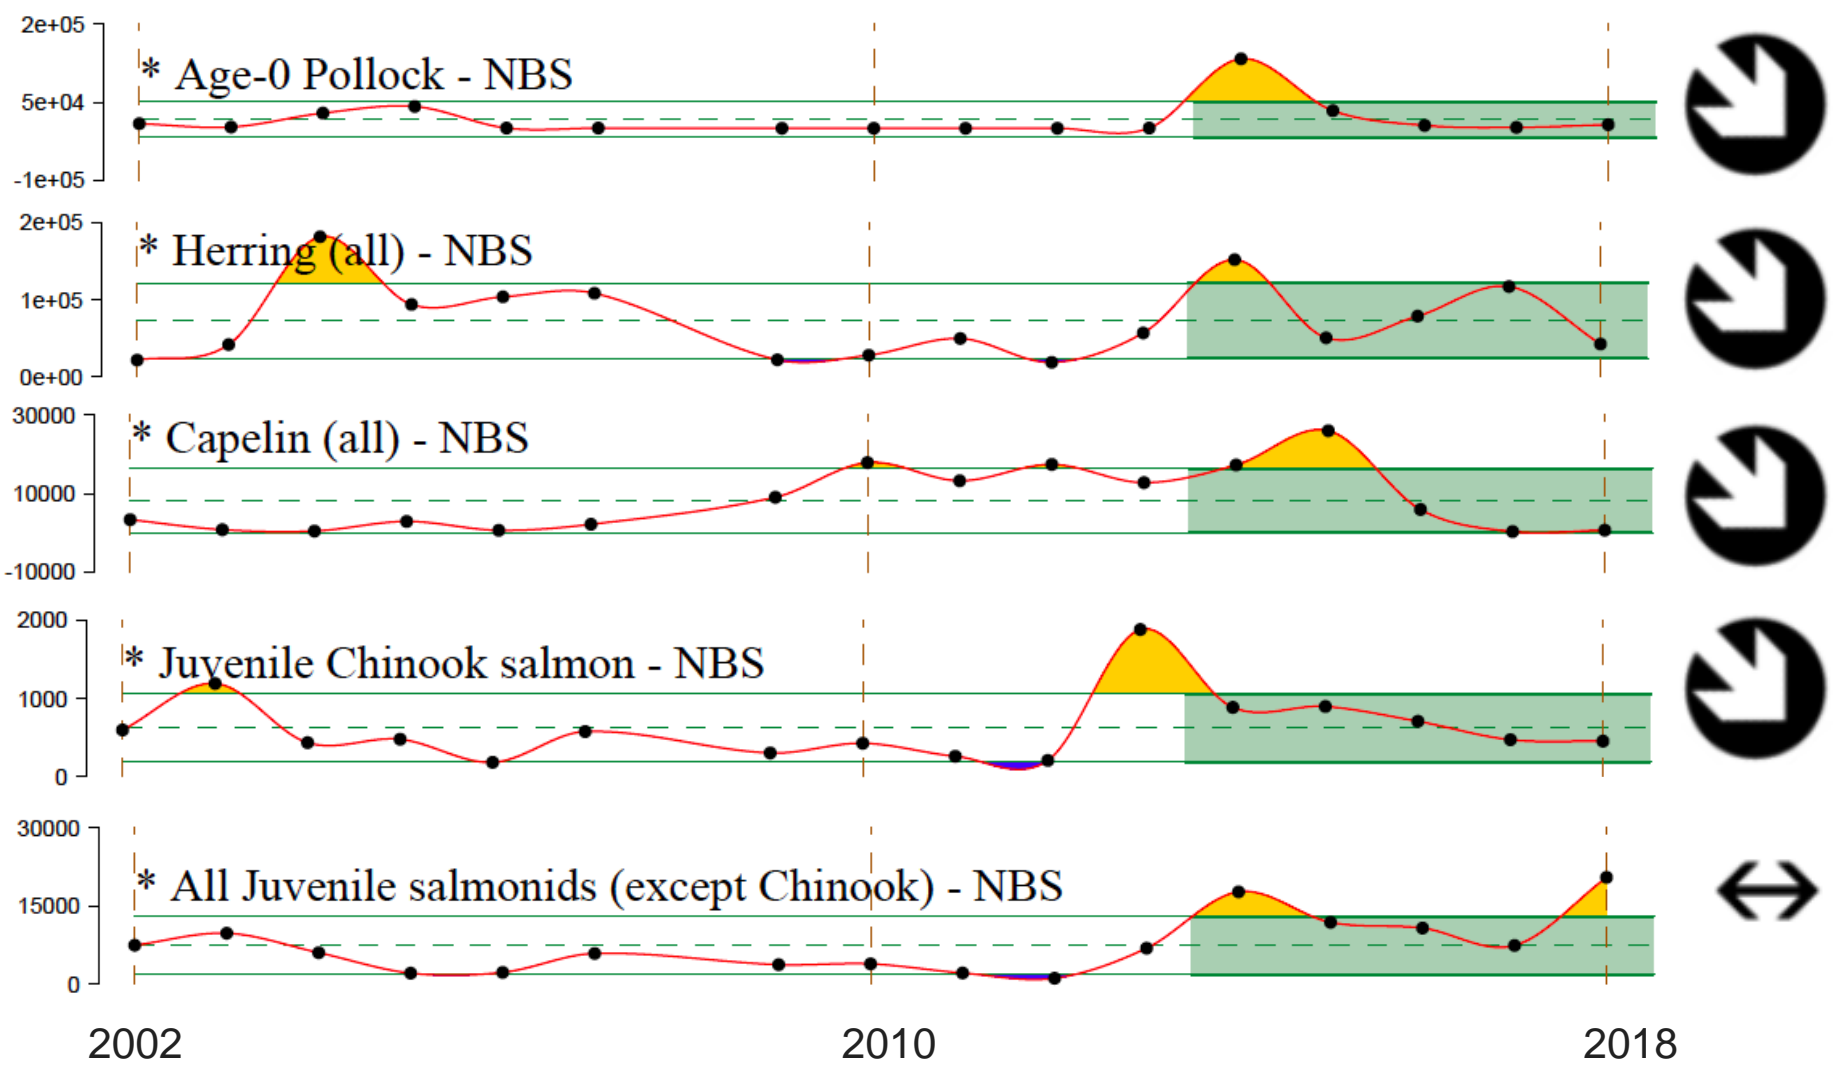 2e+05
* Age-0 Pollock - NBS
5e+04
-1e+05
2e+05
* Herring (all) - NBS
1e+05
0e+00
30000
* Capelin (all) - NBS
10000
-10000
2000
* Juvenile Chinook salmon - NBS
1000
0
30000
* All Juvenile salmonids (except Chinook) - NBS
15000
0
2002 2010 2018